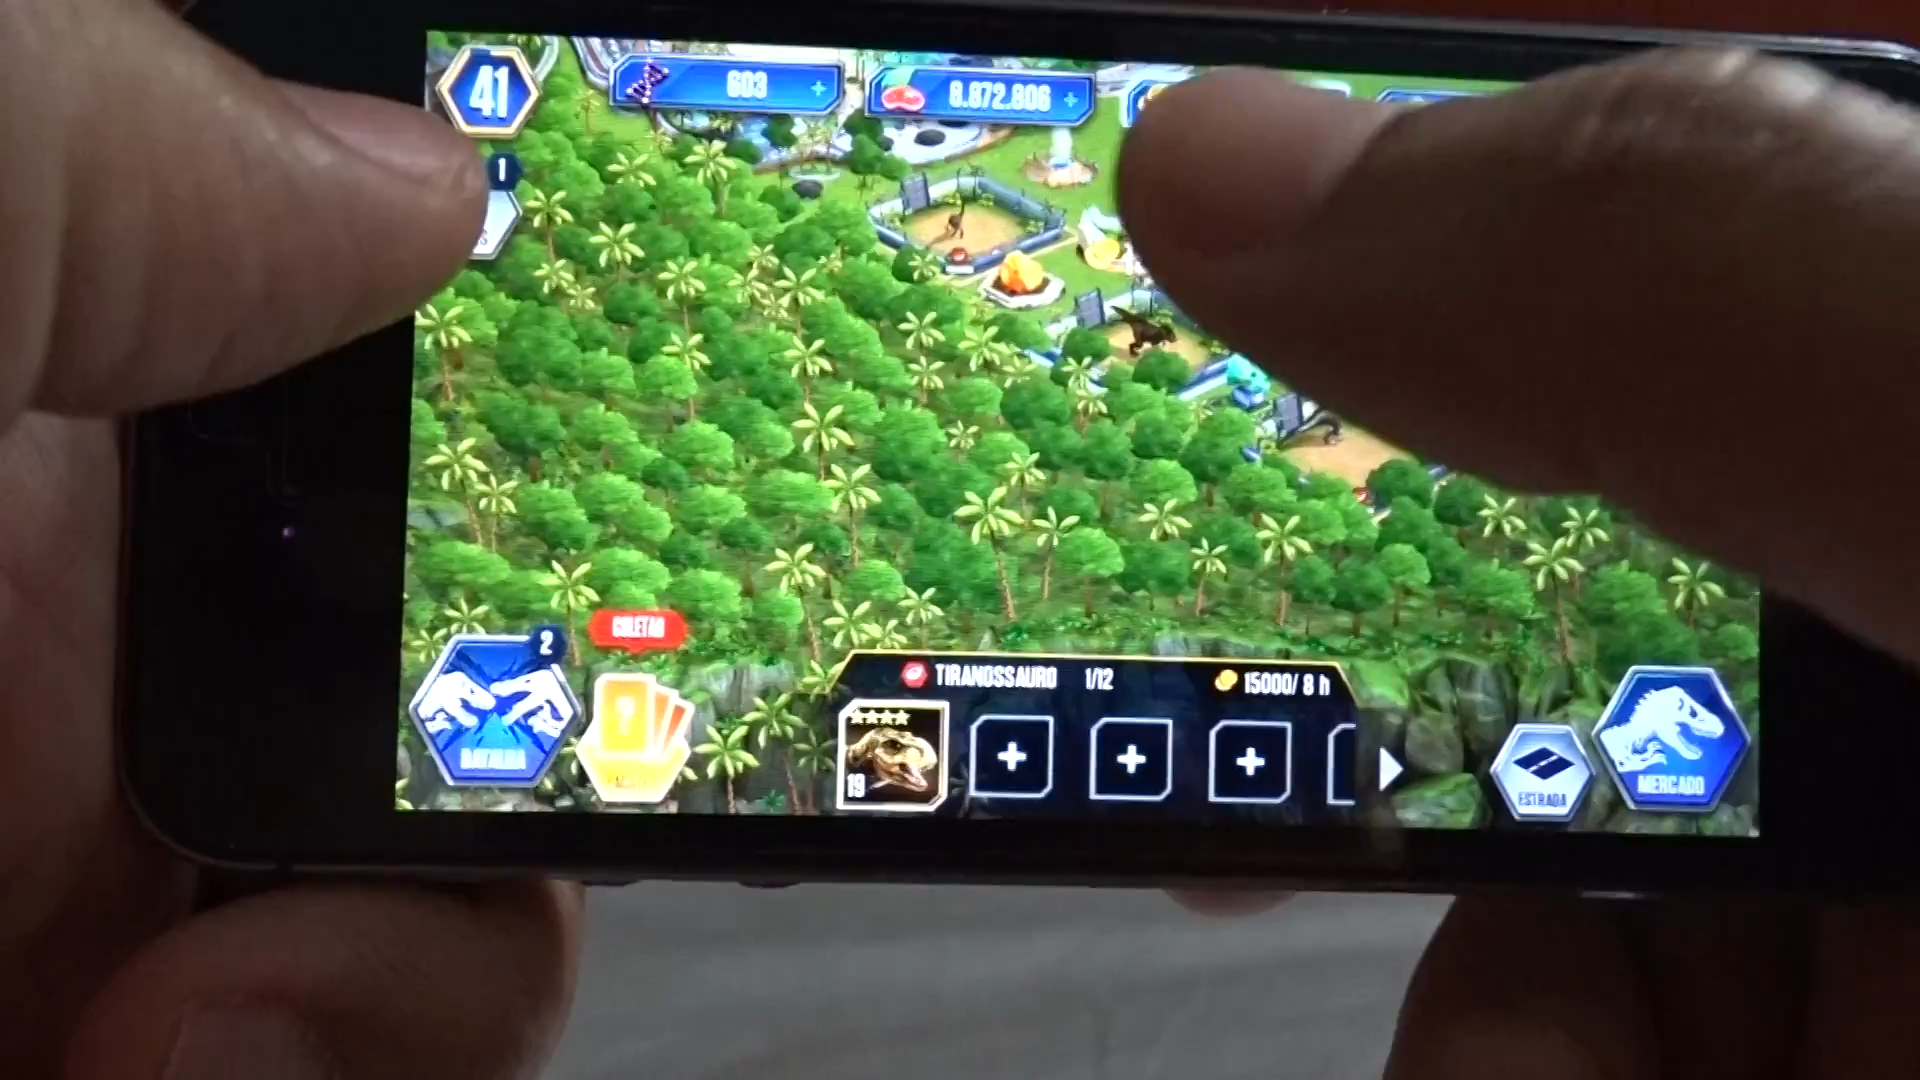 41
603
8.872.806
1
2
COLETAR
BATALHA
TIRANOSSAURO 1/12 15000/ 8 h
19
ESTRADA
MERCADO